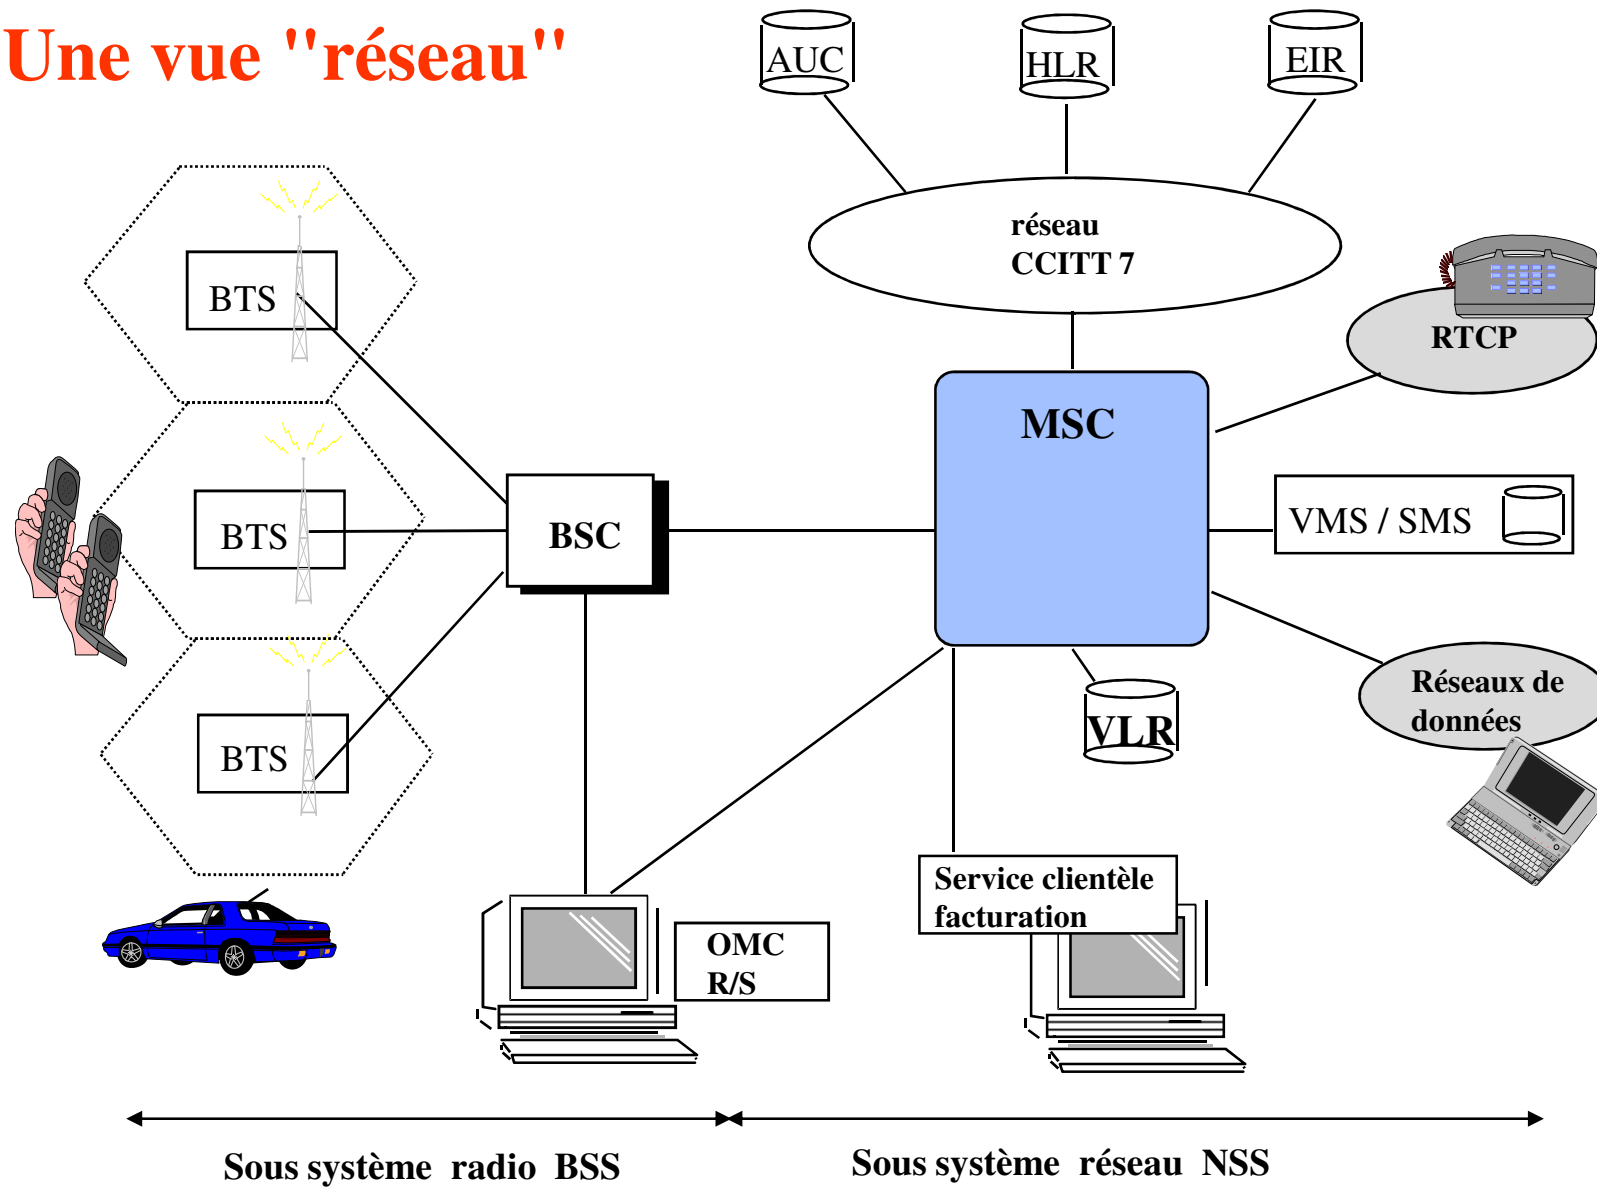 Une vue "réseau"
AUC
HLR
EIR
réseau
CCITT 7
BTS
RTCP
MSC
BTS
BSC
VMS / SMS
Réseaux de
données
VLR
BTS
Service clientèle
facturation
OMC
R/S
Sous système radio BSS
Sous système réseau NSS